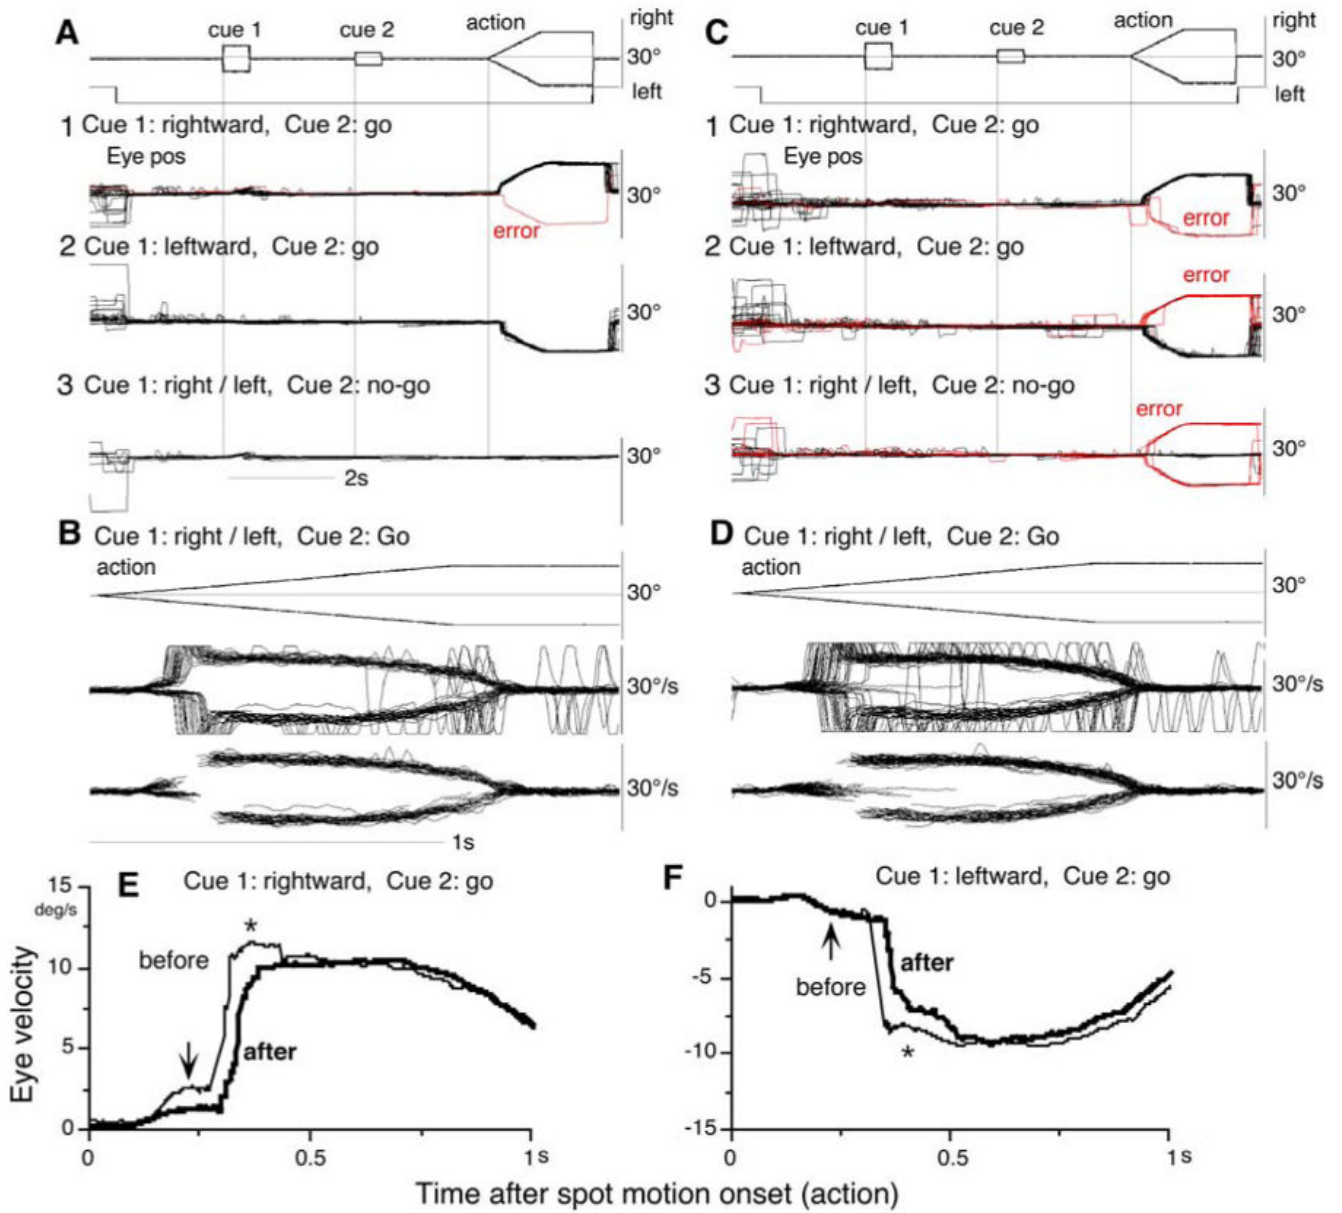 A
cue 1
cue 2
action
right
30°
left
1 Cue 1: rightward, Cue 2: go
Eye pos
30°
error
2 Cue 1: leftward, Cue 2: go
30°
3 Cue 1: right / left, Cue 2: no-go
30°
2s
B Cue 1: right / left, Cue 2: Go
action
30°
30°/s
30°/s
1s
C
cue 1
cue 2
action
right
30°
left
1 Cue 1: rightward, Cue 2: go
Eye pos
30°
error
2 Cue 1: leftward, Cue 2: go
error
30°
3 Cue 1: right / left, Cue 2: no-go
error
30°
D Cue 1: right / left, Cue 2: Go
action
30°
30°/s
30°/s
E Cue 1: rightward, Cue 2: go
15
deg/s
10
5
0
Eye velocity
*
before
after
0
0.5
1s
F Cue 1: leftward, Cue 2: go
0
-5
-10
-15
after
before
*
0
0.5
1s
Time after spot motion onset (action)